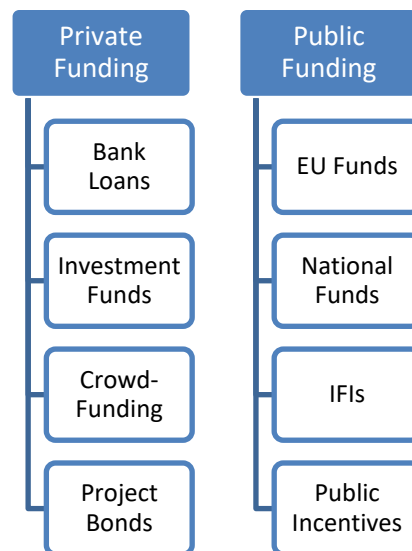 Private
Funding
Bank
Loans
Investment
Funds
Crowd-
Funding
Project
Bonds
Public
Funding
EU Funds
National
Funds
IFIs
Public
Incentives